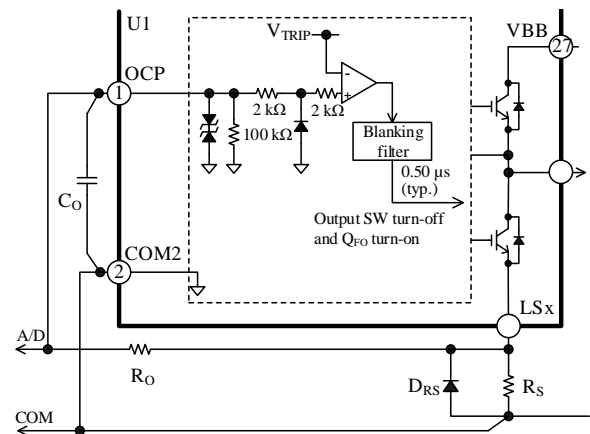 U1
VTRIP
VBB
27
OCP
1
-
+
2 kΩ
2 kΩ
100 kΩ
Blanking
filter
0.50 µs
(typ.)
CO
Output SW turn-off
and QFO turn-on
COM2
2
LSx
A/D
RO
DRS
RS
COM